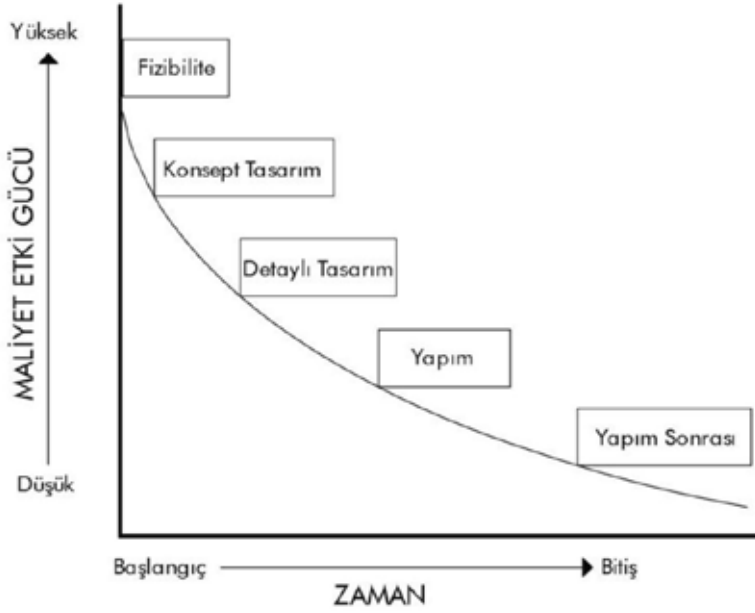 Yüksek
Fizibilite
Konsept Tasarım
Detaylı Tasarım
Yapım
Yapım Sonrası
MALİYET ETKİ GÜCÜ
Düşük
Başlangıç
Bitiş
ZAMAN